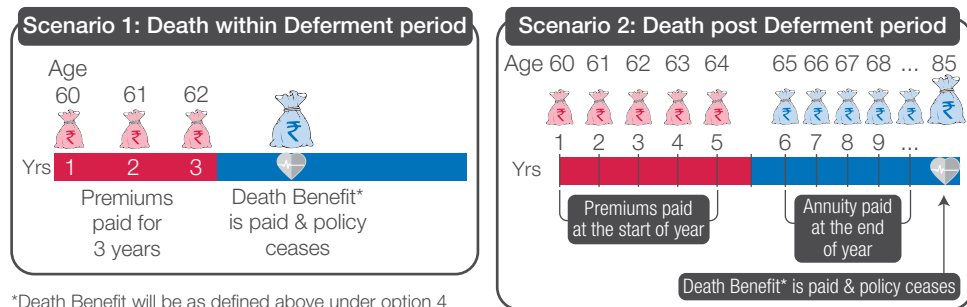 Scenario 1: Death within Deferment period
Age
60 61 62
₹ ₹ ₹ ₹
Yrs 1 2 3
Premiums
paid for
3 years
Death Benefit*
is paid & policy
ceases
*Death Benefit will be as defined above under option 4
Scenario 2: Death post Deferment period
Age 60 61 62 63 64 65 66 67 68 ... 85
₹ ₹ ₹ ₹ ₹ ₹ ₹ ₹ ₹ ₹ ₹
1 2 3 4 5 6 7 8 9 ...
Yrs
Premiums paid
at the start of year
Annuity paid
at the end
of year
Death Benefit* is paid & policy ceases